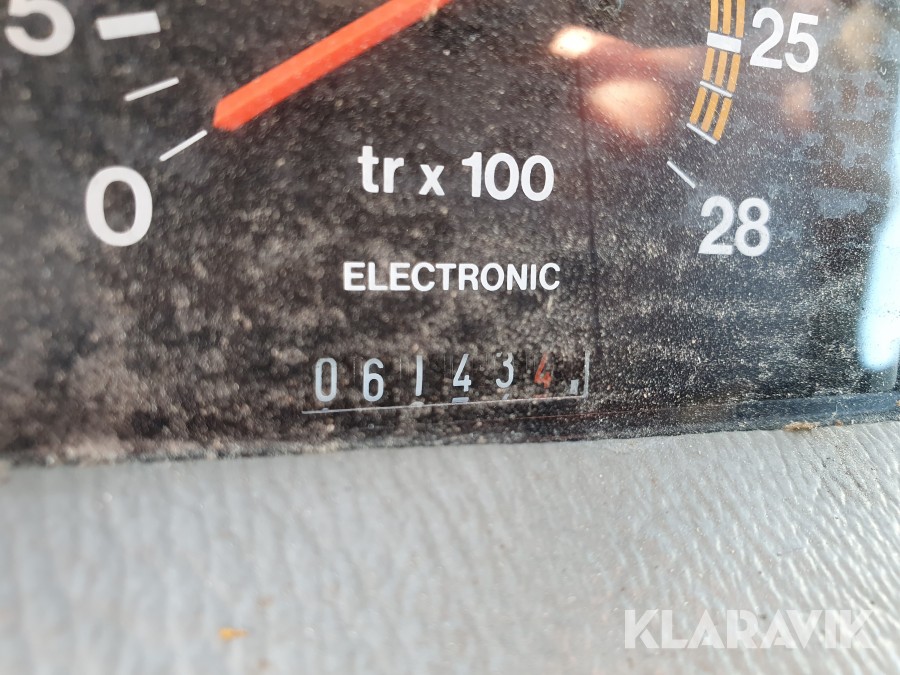 5
25
0
tr x 100
28
ELECTRONIC
061434
KLARAVIK